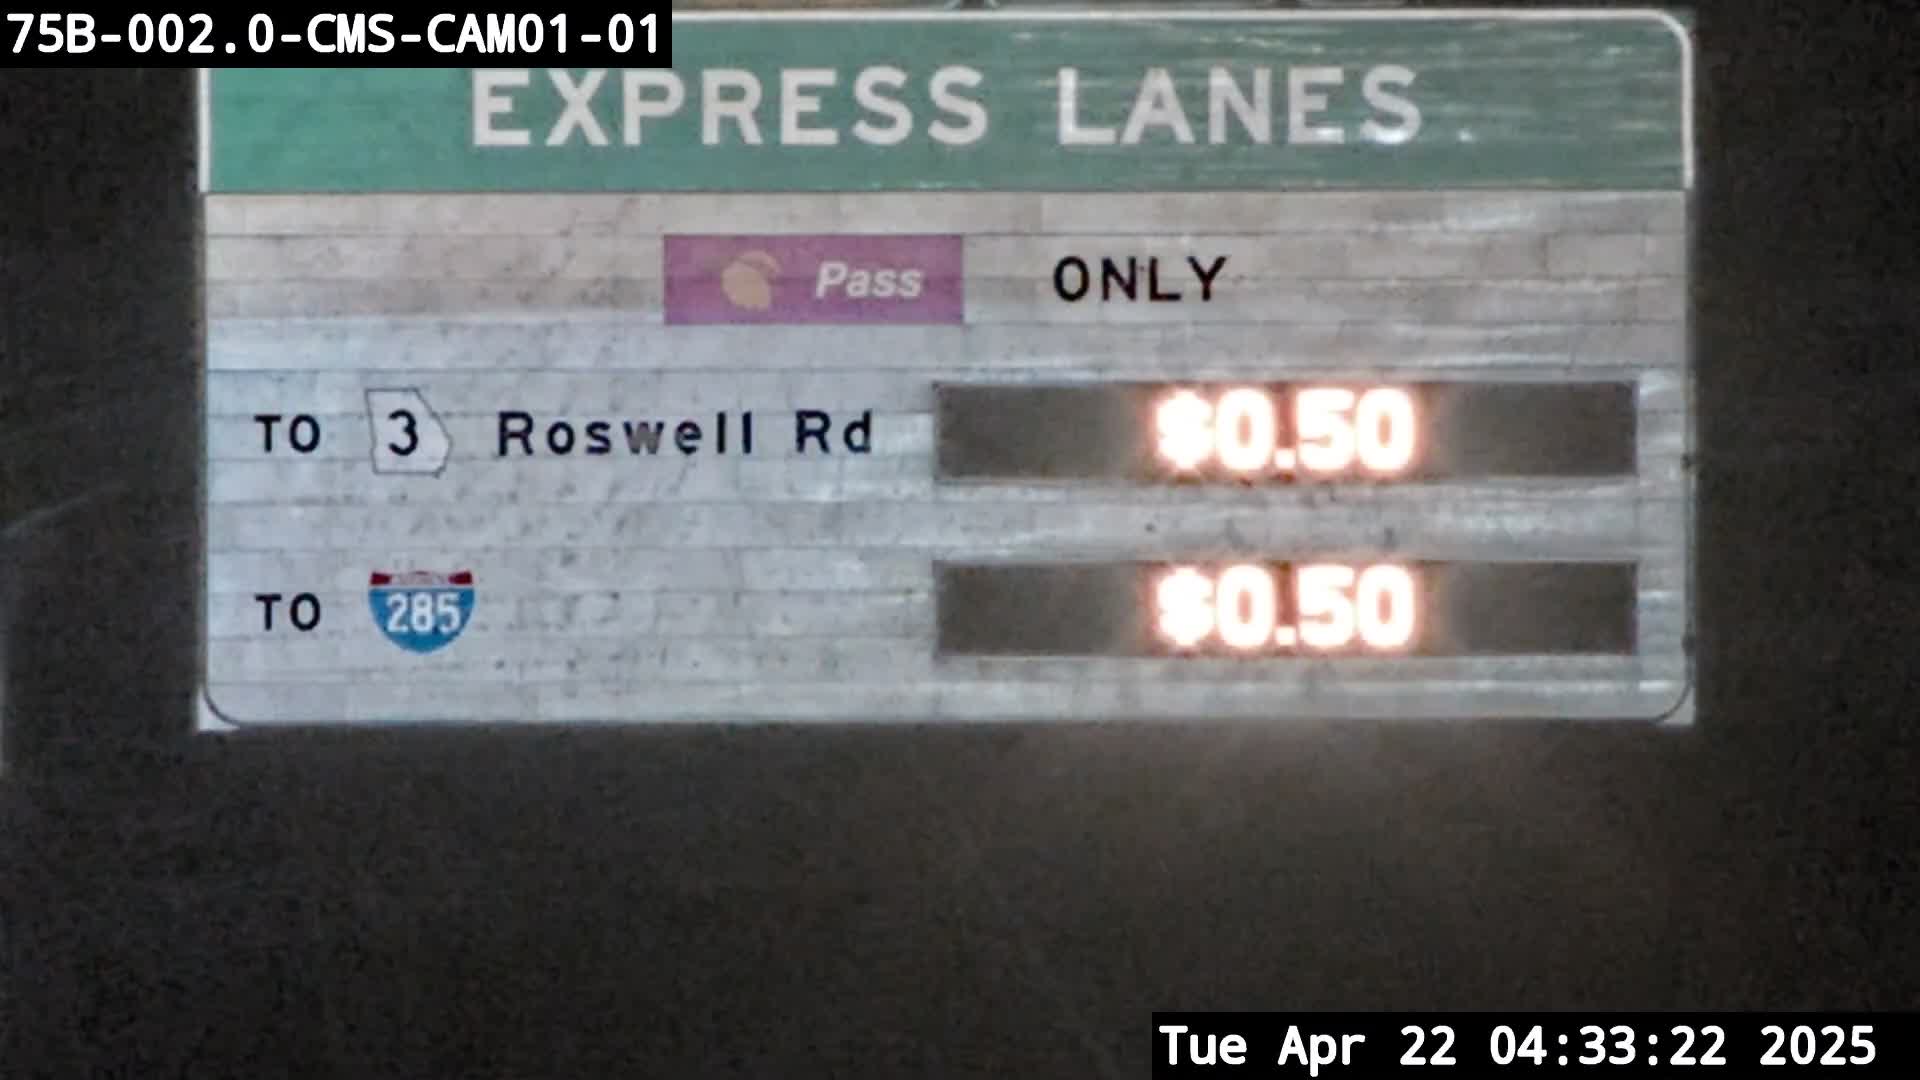 75B-002.0-CMS-CAM01-01
EXPRESS LANES
Pass ONLY
TO 3 Roswell Rd $0.50
TO 285 $0.50
Tue Apr 22 04:33:22 2025